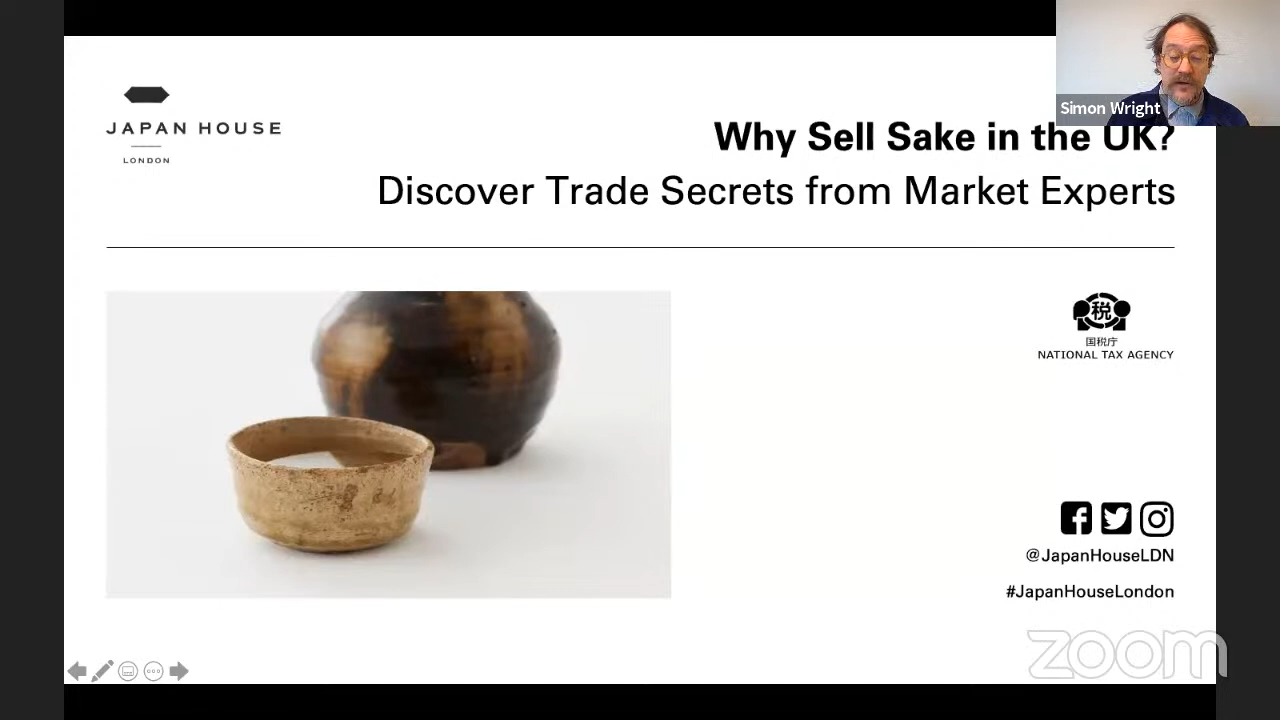 JAPAN HOUSE
LONDON
Simon Wright
Why Sell Sake in the UK?
Discover Trade Secrets from Market Experts
税
国税庁
NATIONAL TAX AGENCY
@JapanHouseLDN
#JapanHouseLondon
zoom